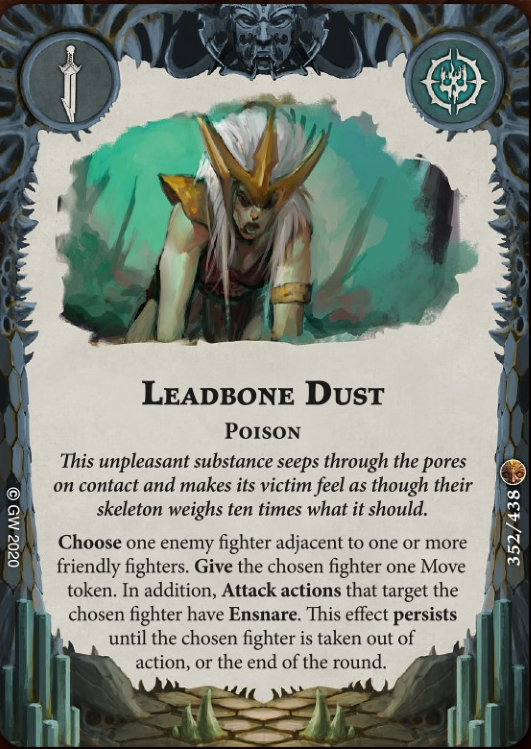 Leadbone Dust
Poison
This unpleasant substance seeps through the pores
on contact and makes its victim feel as though their
skeleton weighs ten times what it should.
Choose one enemy fighter adjacent to one or more
friendly fighters. Give the chosen fighter one Move
token. In addition, Attack actions that target the
chosen fighter have Ensnare. This effect persists
until the chosen fighter is taken out of
action, or the end of the round.
© GW 2020
352/438